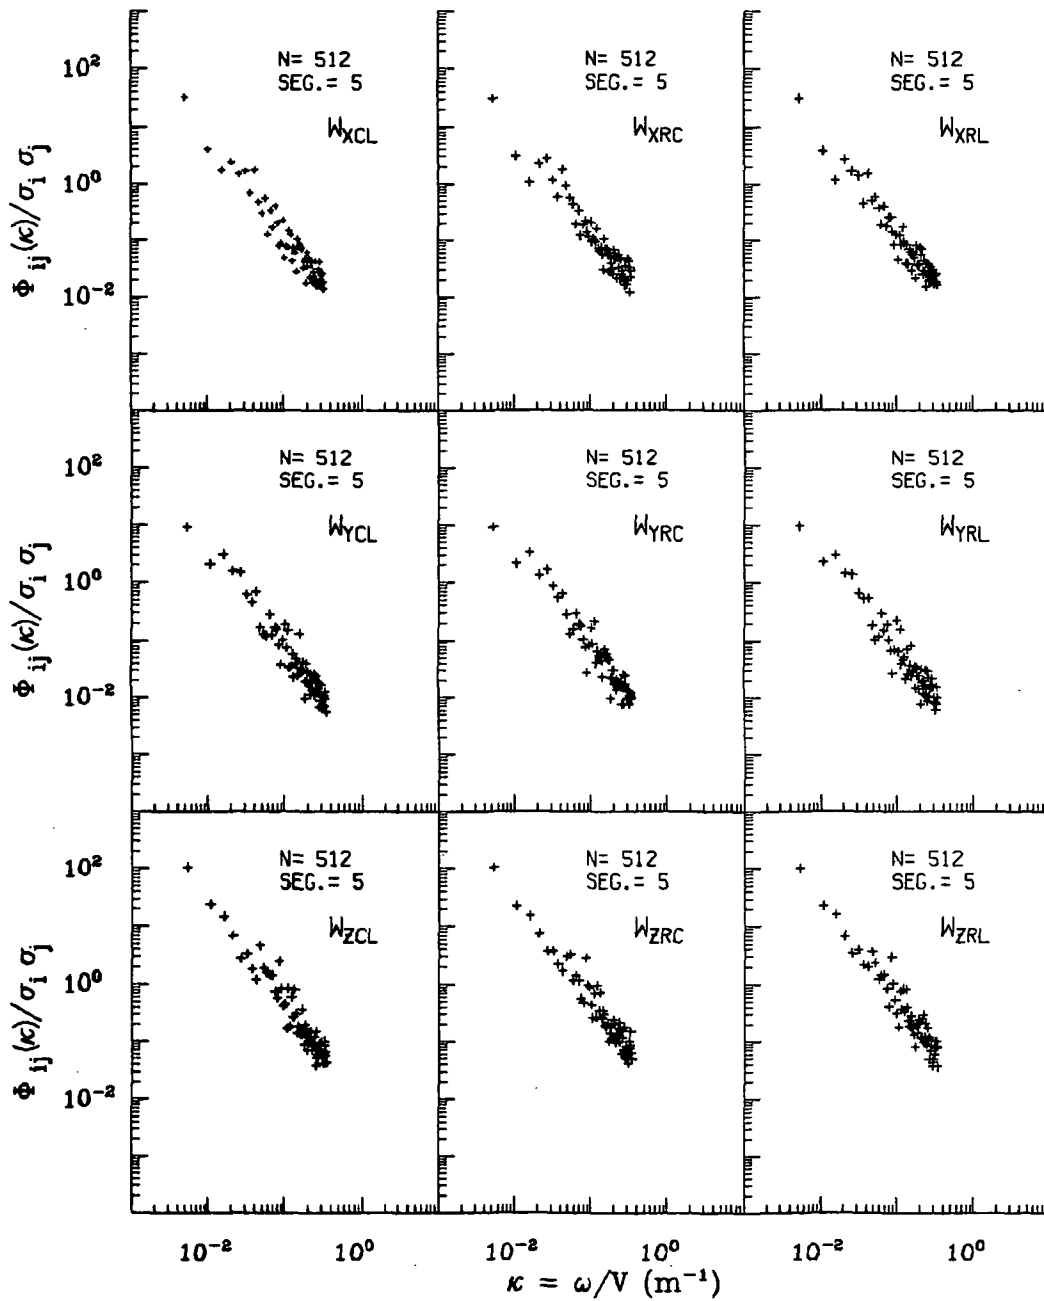 N= 512 N= 512 N= 512
SEG.= 5 SEG.= 5 SEG.= 5
W_XCL W_XRC W_XRL
10² 10⁰ 10⁻²
Φ_ij(κ)/σ_i σ_j
N= 512 N= 512 N= 512
SEG.= 5 SEG.= 5 SEG.= 5
W_YCL W_YRC W_YRL
10² 10⁰ 10⁻²
Φ_ij(κ)/σ_i σ_j
N= 512 N= 512 N= 512
SEG.= 5 SEG.= 5 SEG.= 5
W_ZCL W_ZRC W_ZRL
10² 10⁰ 10⁻²
Φ_ij(κ)/σ_i σ_j
10⁻² 10⁰ 10⁻² 10⁰ 10⁻² 10⁰
κ = ω/V (m⁻¹)